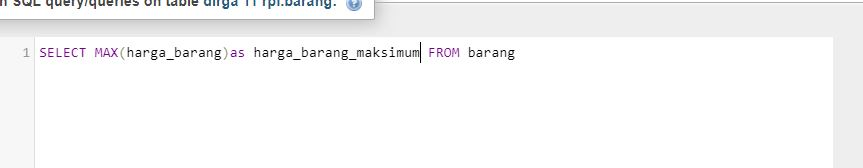 n SQL query/queries on table dirga 11 rpl.barang:
1 SELECT MAX(harga_barang)as harga_barang_maksimum FROM barang